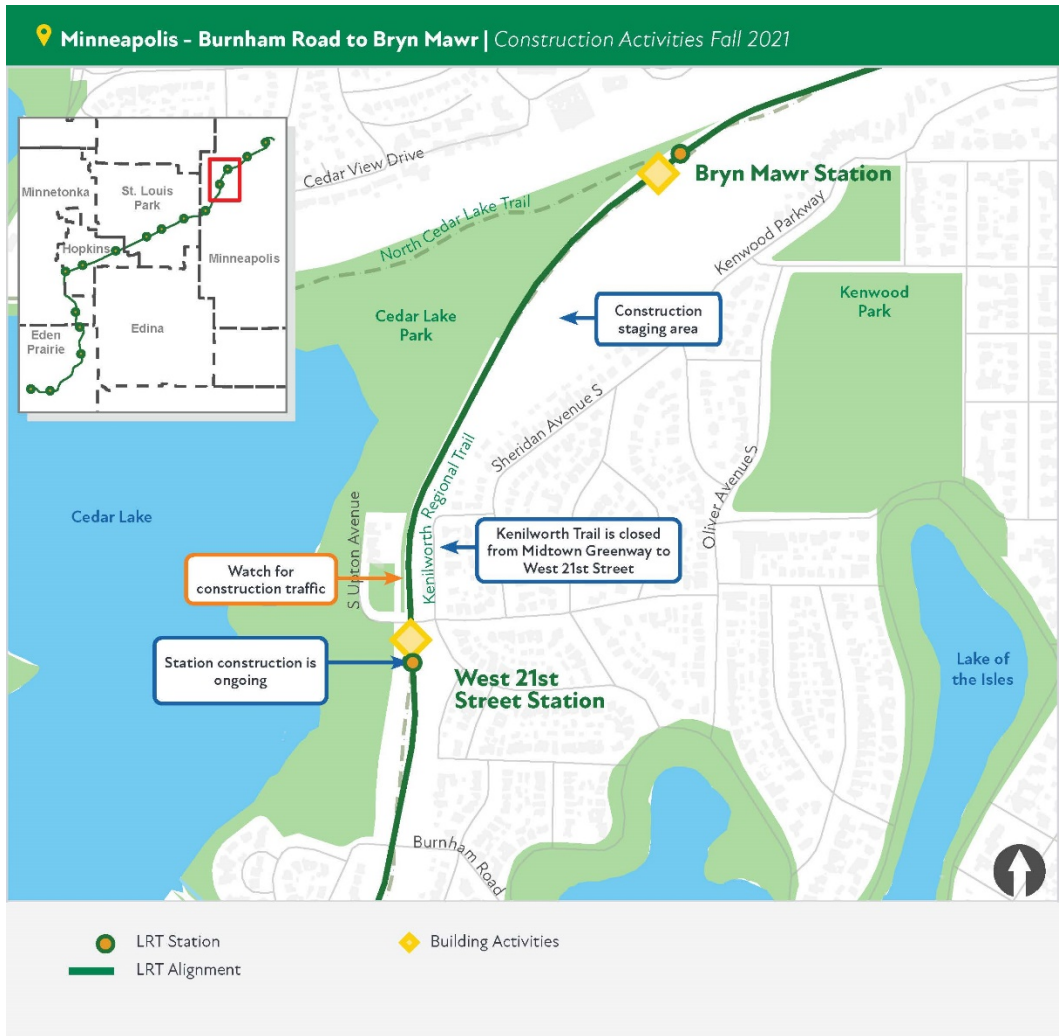 Minneapolis - Burnham Road to Bryn Mawr | Construction Activities Fall 2021
Minnetonka
St. Louis
Park
Hopkins
Minneapolis
Edina
Eden
Prairie
Cedar View Drive
North Cedar Lake Trail
Bryn Mawr Station
Kenwood Parkway
Cedar Lake
Park
Construction
staging area
Kenwood
Park
Sheridan Avenue S
Oliver Avenue S
Kenilworth Regional Trail
S Upton Avenue
Cedar Lake
Kenilworth Trail is closed
from Midtown Greenway to
West 21st Street
Watch for
construction traffic
Station construction is
ongoing
West 21st
Street Station
Lake of
the Isles
Burnham Road
LRT Station
Building Activities
LRT Alignment